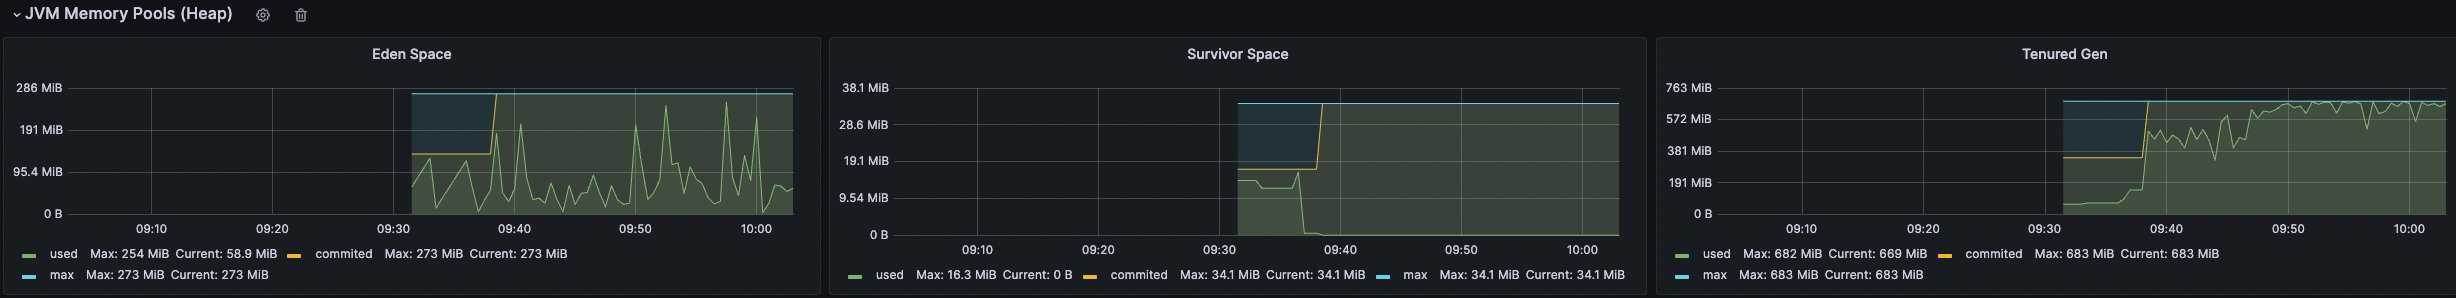 JVM Memory Pools (Heap)
Eden Space
286 MiB
191 MiB
95.4 MiB
0 B
09:10 09:20 09:30 09:40 09:50 10:00
used Max: 254 MiB Current: 58.9 MiB commited Max: 273 MiB Current: 273 MiB
max Max: 273 MiB Current: 273 MiB
Survivor Space
38.1 MiB
28.6 MiB
19.1 MiB
9.54 MiB
0 B
09:10 09:20 09:30 09:40 09:50 10:00
used Max: 16.3 MiB Current: 0 B commited Max: 34.1 MiB Current: 34.1 MiB max Max: 34.1 MiB Current: 34.1 MiB
Tenured Gen
763 MiB
572 MiB
381 MiB
191 MiB
0 B
09:10 09:20 09:30 09:40 09:50 10:00
used Max: 682 MiB Current: 669 MiB commited Max: 683 MiB Current: 683 MiB
max Max: 683 MiB Current: 683 MiB